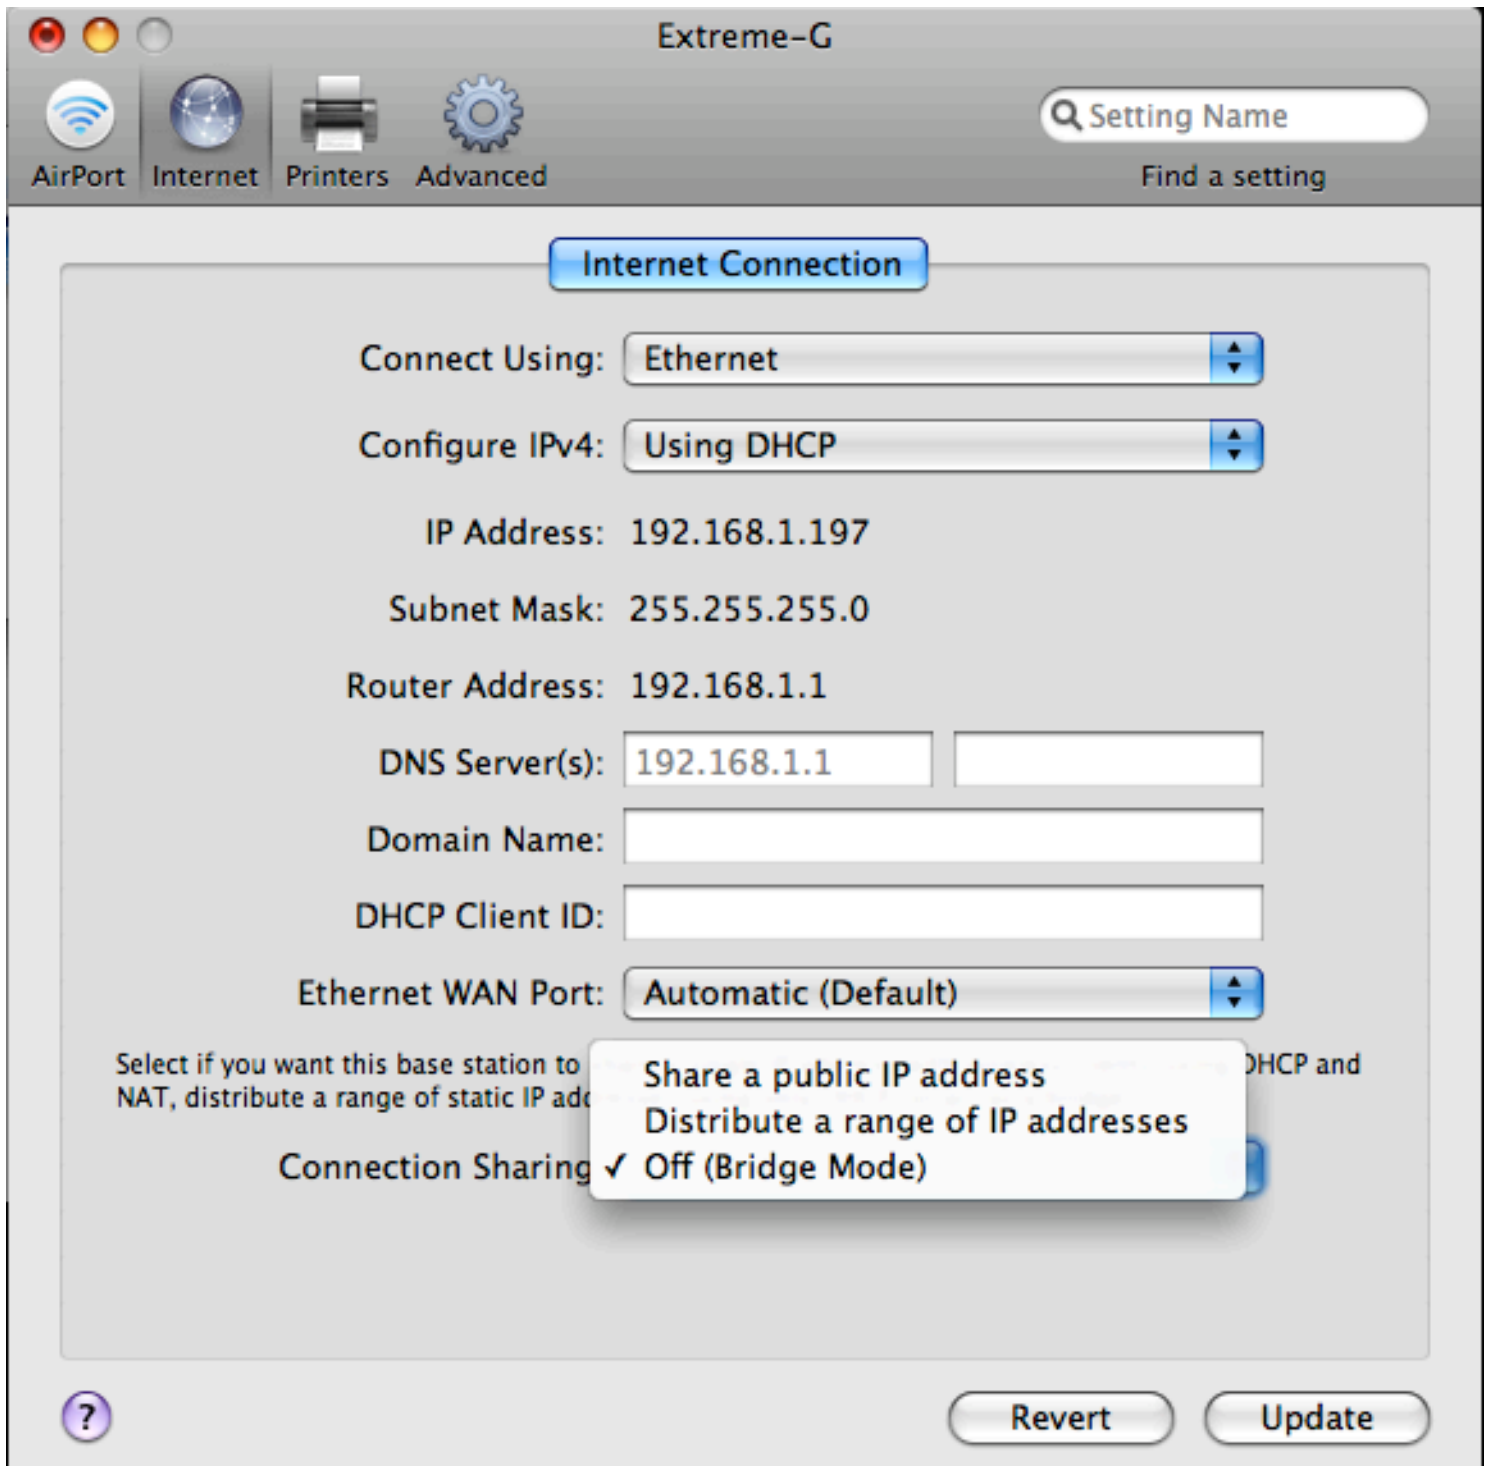 Extreme-G
AirPort Internet Printers Advanced
Setting Name
Find a setting
Internet Connection
Connect Using: Ethernet
Configure IPv4: Using DHCP
IP Address: 192.168.1.197
Subnet Mask: 255.255.255.0
Router Address: 192.168.1.1
DNS Server(s): 192.168.1.1
Domain Name:
DHCP Client ID:
Ethernet WAN Port: Automatic (Default)
Select if you want this base station to DHCP and
NAT, distribute a range of static IP
Share a public IP address
Distribute a range of IP addresses
Connection Sharing ✓ Off (Bridge Mode)
? Revert Update